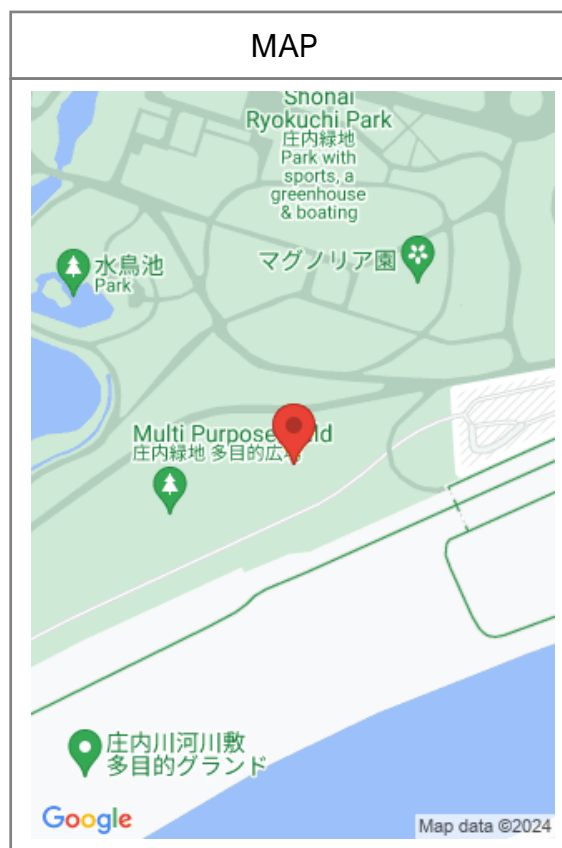 MAP
Shonai
Ryokuchi Park
庄内緑地
Park with
sports, a
greenhouse
& boating
マグノリア園
水鳥池
Park
Multi Purpose
庄内緑地 多目的広場
庄内川河川敷
多目的グランド
Google
Map data ©2024